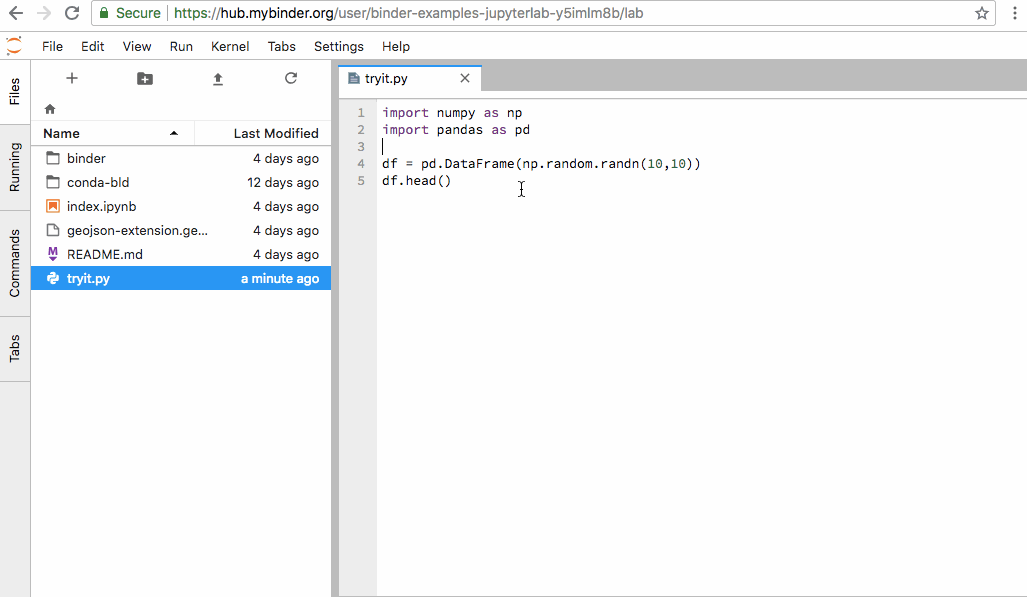 Secure https://hub.mybinder.org/user/binder-examples-jupyterlab-y5imlm8b/lab
File Edit View Run Kernel Tabs Settings Help
Files
Running
Commands
Tabs
Name Last Modified
binder 4 days ago
conda-bld 12 days ago
index.ipynb 4 days ago
geojson-extension.ge... 4 days ago
README.md 4 days ago
tryit.py a minute ago
tryit.py
1 import numpy as np
2 import pandas as pd
3
4 df = pd.DataFrame(np.random.randn(10,10))
5 df.head()